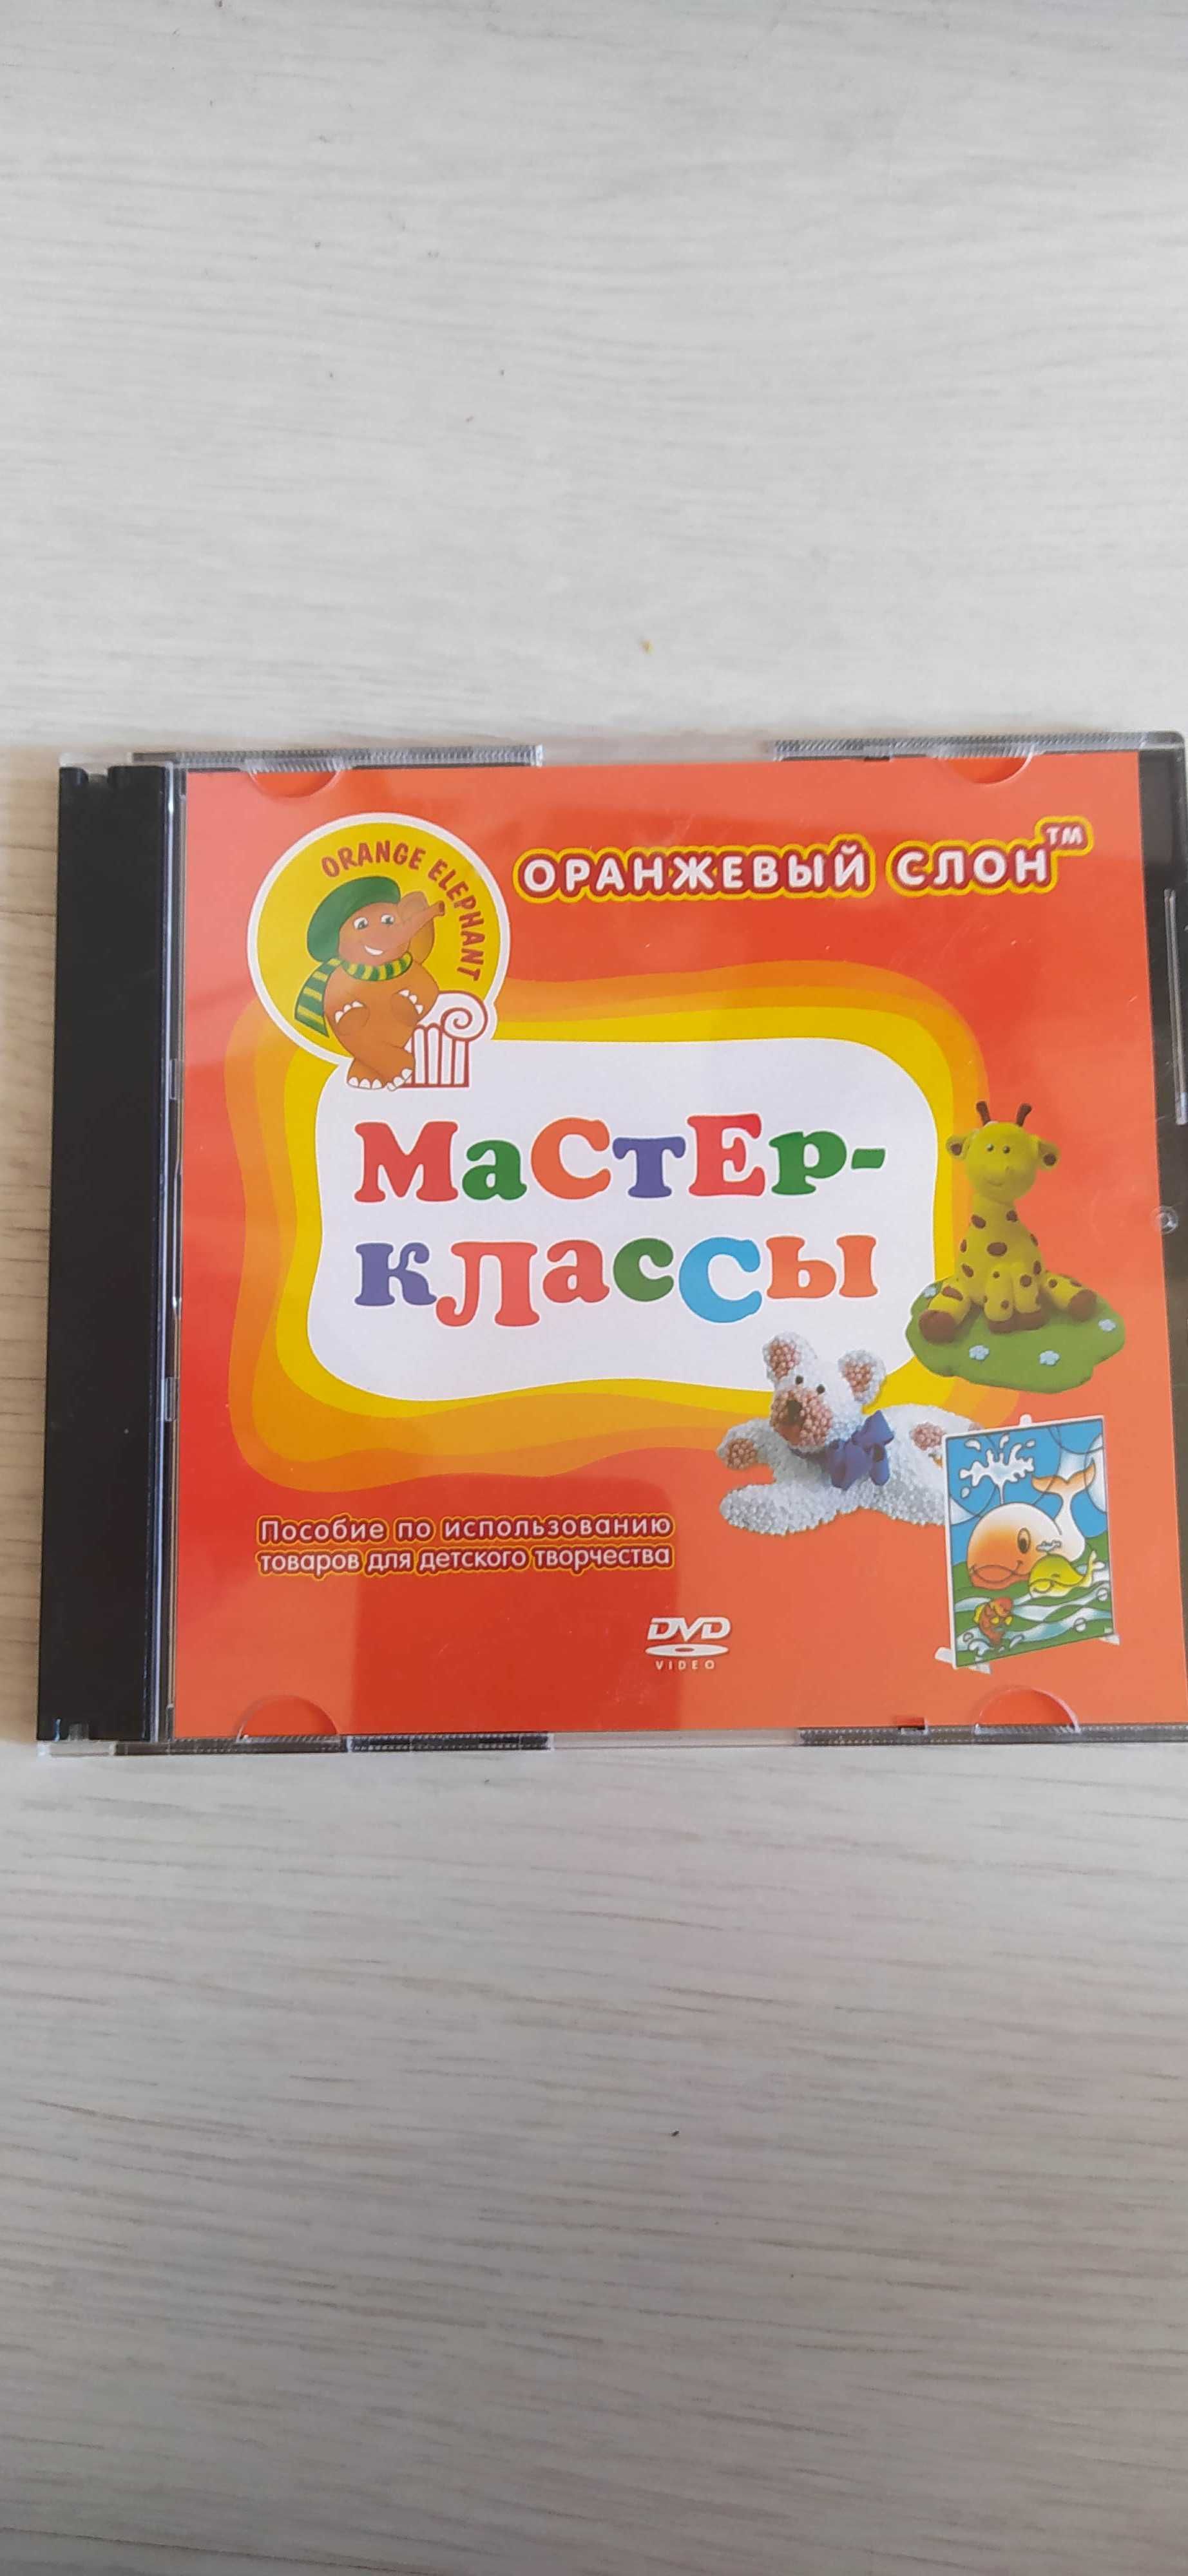 ORANGE ELEPHANT
ОРАНЖЕВЫЙ СЛОН™
МаСтЕр-
кЛасСы
Пособие по использованию
товаров для детского творчества
DVD
VIDEO